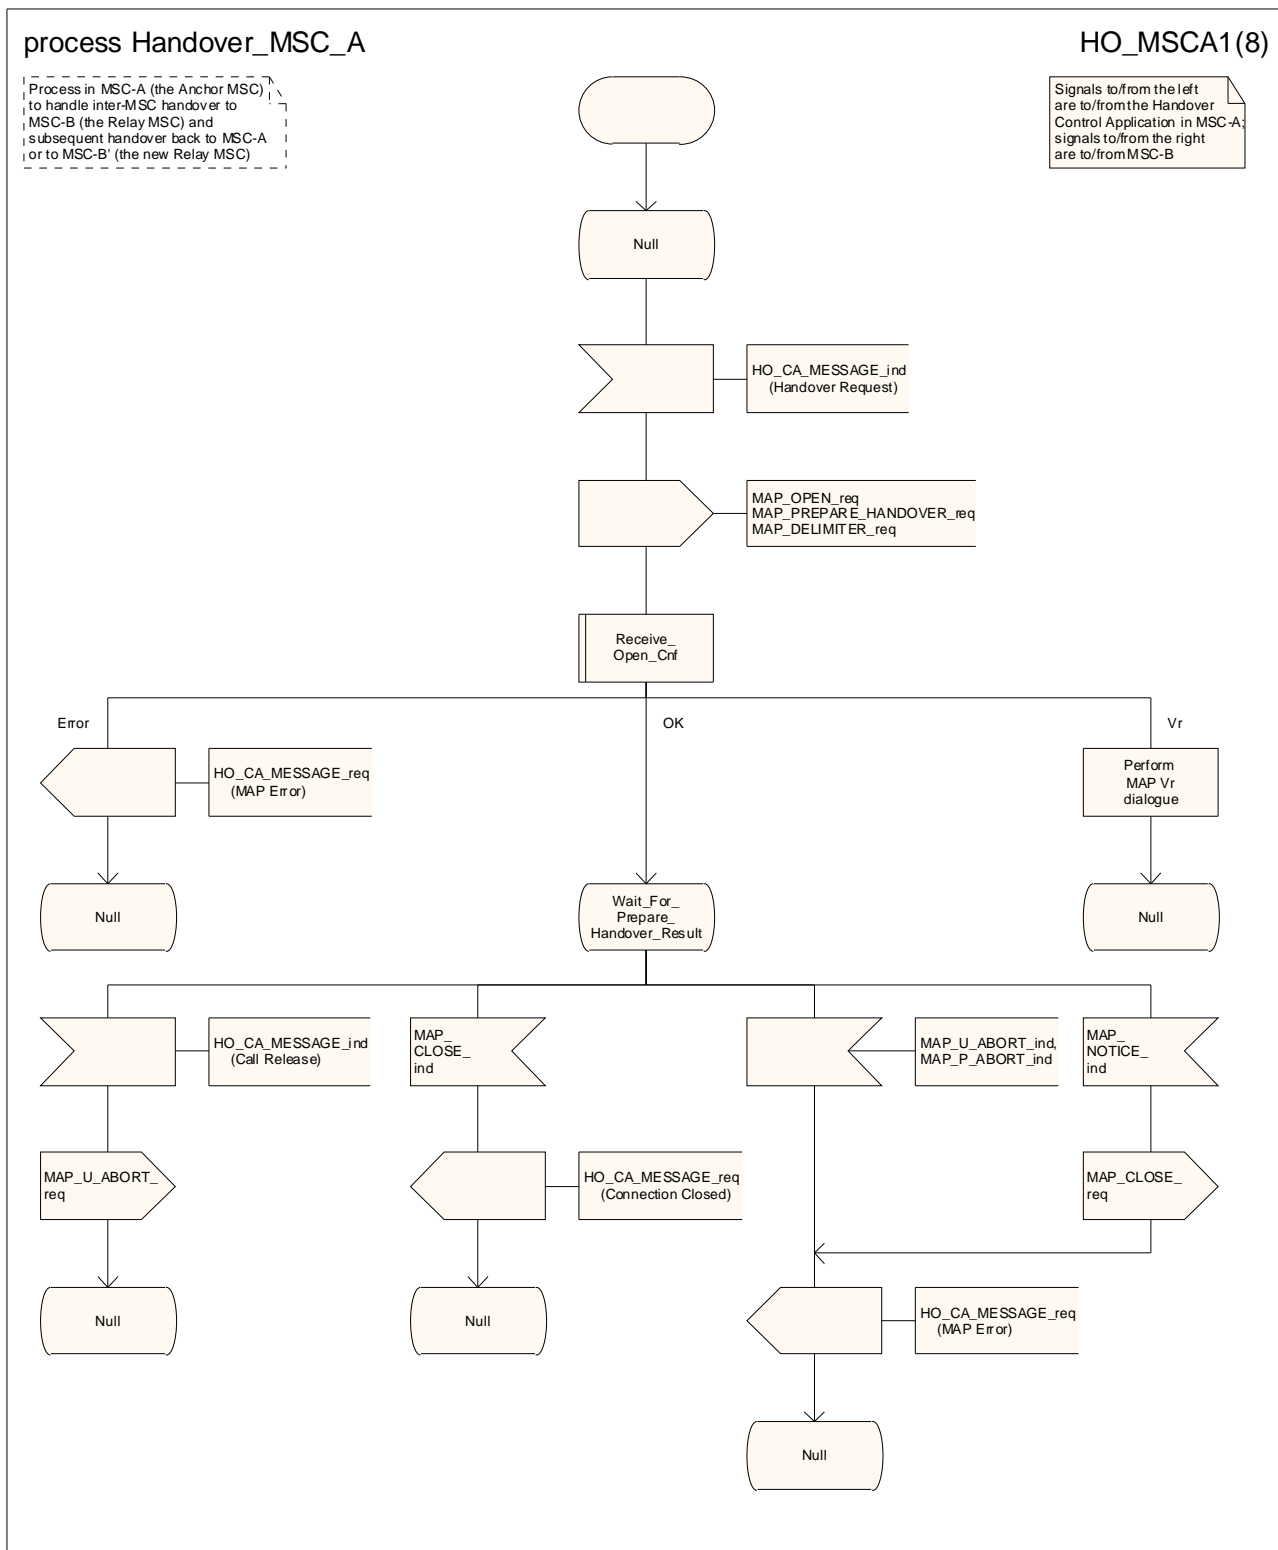 process Handover_MSC_A
HO_MSCA1(8)
Process in MSC-A (the Anchor MSC)
to handle inter-MSC handover to
MSC-B (the Relay MSC) and
subsequent handover back to MSC-A
or to MSC-B' (the new Relay MSC)
Signals to/from the left
are to/from the Handover
Control Application in MSC-A;
signals to/from the right
are to/from MSC-B
Null
HO_CA_MESSAGE_ind
(Handover Request)
MAP_OPEN_req
MAP_PREPARE_HANDOVER_req
MAP_DELIMITER_req
Receive_
Open_Cnf
Error
OK
Vr
HO_CA_MESSAGE_req
(MAP Error)
Perform
MAP Vr
dialogue
Null
Wait_For_
Prepare_
Handover_Result
Null
HO_CA_MESSAGE_ind
(Call Release)
MAP_
CLOSE_
ind
MAP_U_ABORT_ind,
MAP_P_ABORT_ind
MAP_
NOTICE_
ind
MAP_U_ABORT_
req
HO_CA_MESSAGE_req
(Connection Closed)
MAP_CLOSE_
req
Null
Null
HO_CA_MESSAGE_req
(MAP Error)
Null